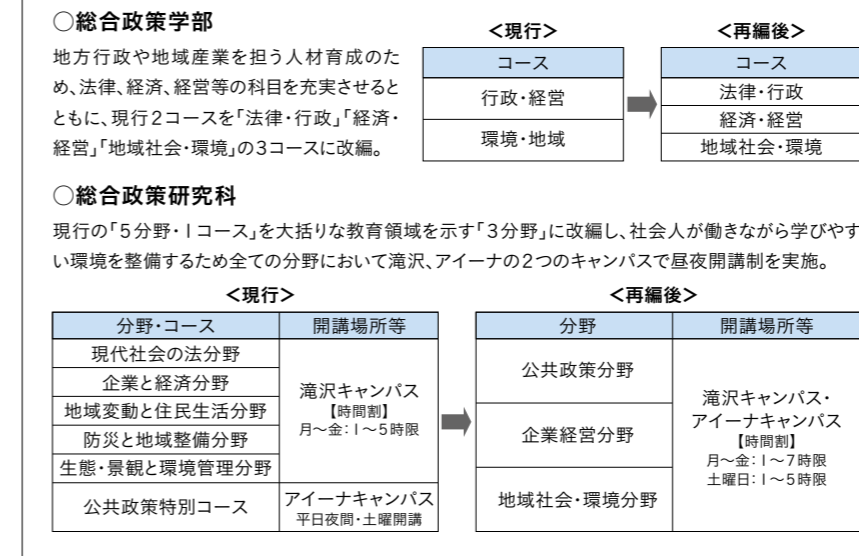 ○総合政策学部
地方行政や地域産業を担う人材育成のた
め、法律、経済、経営等の科目を充実させると
ともに、現行2コースを「法律・行政」「経済・
経営」「地域社会・環境」の3コースに改編。
<現行>
コース
行政・経営
環境・地域
<再編後>
コース
法律・行政
経済・経営
地域社会・環境
○総合政策研究科
現行の「5分野・1コース」を大括りな教育領域を示す「3分野」に改編し、社会人が働きながら学びやす
い環境を整備するため全ての分野において滝沢、アイーナの2つのキャンパスで昼夜開講制を実施。
<現行>
分野・コース
開講場所等
現代社会の法分野
企業と経済分野
地域変動と住民生活分野
防災と地域整備分野
生態・景観と環境管理分野
滝沢キャンパス
【時間割】
月~金:1~5時限
公共政策特別コース
アイーナキャンパス
平日夜間・土曜開講
<再編後>
分野
開講場所等
公共政策分野
企業経営分野
地域社会・環境分野
滝沢キャンパス・
アイーナキャンパス
【時間割】
月~金:1~7時限
土曜日:1~5時限